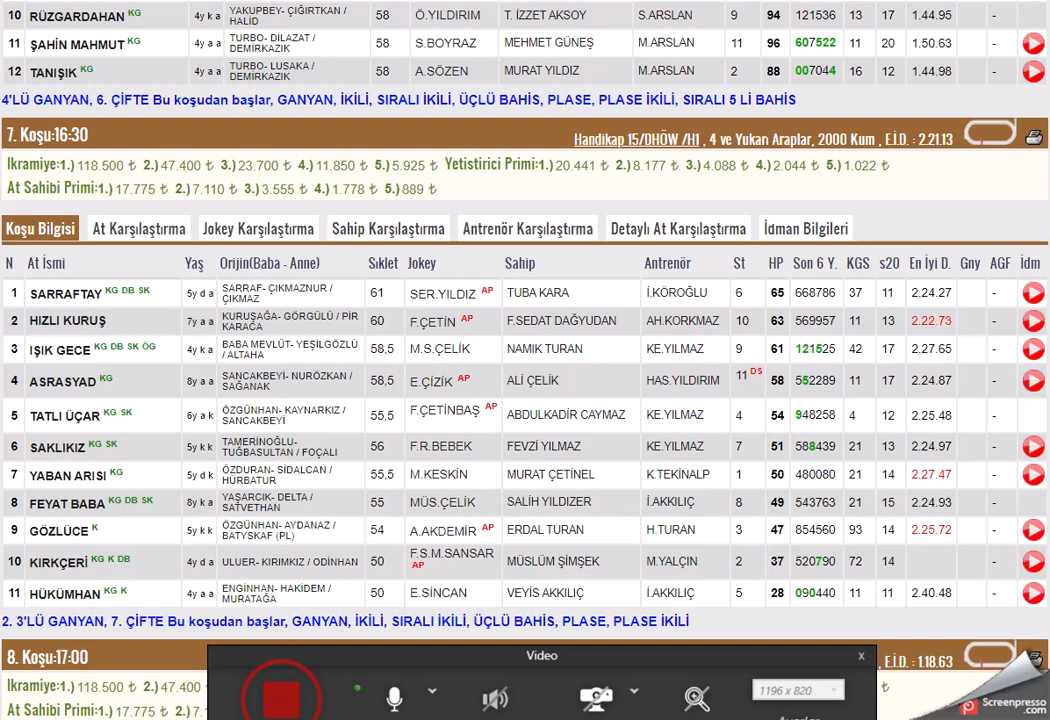 10 RÜZGARDAHAN KG 4y k a YAKUPBEY- ÇIĞIRTKAN / HALİD 58 Ö.YILDIRIM T. İZZET AKSOY S.ARSLAN 9 94 121536 13 17 1.44.95 -
11 ŞAHİN MAHMUT KG 4y a a TURBO- DİLAZAT / DEMİRKAZIK 58 S.BOYRAZ MEHMET GÜNEŞ M.ARSLAN 11 96 607522 11 20 1.50.63 -
12 TANIŞIK KG 4y a a TURBO- LUSAKA / DEMİRKAZIK 58 A.SÖZEN MURAT YILDIZ M.ARSLAN 2 88 007044 16 12 1.44.98 -
4'LÜ GANYAN, 6. ÇİFTE Bu koşudan başlar, GANYAN, İKİLİ, SIRALI İKİLİ, ÜÇLÜ BAHİS, PLASE, PLASE İKİLİ, SIRALI 5 Lİ BAHİS
7. Koşu:16:30 Handikap 15/DHÖW /H1 , 4 ve Yukarı Araplar, 2000 Kum , E.İ.D. : 2.21.13
İkramiye:1.) 118.500 ₺ 2.) 47.400 ₺ 3.) 23.700 ₺ 4.) 11.850 ₺ 5.) 5.925 ₺ Yetistirici Primi:1.) 20.441 ₺ 2.) 8.177 ₺ 3.) 4.088 ₺ 4.) 2.044 ₺ 5.) 1.022 ₺
At Sahibi Primi:1.) 17.775 ₺ 2.) 7.110 ₺ 3.) 3.555 ₺ 4.) 1.778 ₺ 5.) 889 ₺
Koşu Bilgisi At Karşılaştırma Jokey Karşılaştırma Sahip Karşılaştırma Antrenör Karşılaştırma Detaylı At Karşılaştırma İdman Bilgileri
N At İsmi Yaş Orijin(Baba - Anne) Sıklet Jokey Sahip Antrenör St HP Son 6 Y. KGS s20 En İyi D. Gny AGF İdm
1 SARRAFTAY KG DB SK 5y d a SARRAF- ÇIKMAZNUR / ÇIKMAZ 61 SER.YILDIZ AP TUBA KARA İ.KÖROĞLU 6 65 668786 37 11 2.24.27 -
2 HIZLI KURUŞ 7y a a KURUŞAĞA- GÖRGÜLÜ / PİR KARACA 60 F.ÇETİN AP F.SEDAT DAĞYUDAN AH.KORKMAZ 10 63 569957 11 13 2.22.73 -
3 IŞIK GECE KG DB SK ÖG 4y k a BABA MEVLÜT- YEŞİLGÖZLÜ / ALTAHA 58,5 M.S.ÇELİK NAMIK TURAN KE.YILMAZ 9 61 121525 42 17 2.27.65 -
4 ASRASYAD KG 8y a a SANCAKBEYİ- NURÖZKAN / SAĞANAK 58,5 E.ÇİZİK AP ALİ ÇELİK HAS.YILDIRIM 11 DS 58 552289 11 17 2.24.87 -
5 TATLI ÜÇAR KG SK 6y a k ÖZGÜNHAN- KAYNARKIZ / SANCAKBEYİ 55,5 F.ÇETİNBAŞ AP ABDULKADİR CAYMAZ KE.YILMAZ 4 54 948258 4 12 2.25.48 -
6 SAKLIKIZ KG SK 5y k k TAMERİNOĞLU- TUĞBASULTAN / FOÇALI 56 F.R.BEBEK FEVZİ YILMAZ KE.YILMAZ 7 51 588439 21 13 2.24.97 -
7 YABAN ARISI KG 5y d k ÖZDURAN- SİDALCAN / HÜRBATUR 55,5 M.KESKİN MURAT ÇETİNEL K.TEKİNALP 1 50 480080 21 14 2.27.47 -
8 FEYAT BABA KG DB SK 8y k a YAŞARCIK- DELTA / SATVETHAN 55 MÜS.ÇELİK SALİH YILDIZER İ.AKKILIÇ 8 49 543763 21 15 2.24.93 -
9 GÖZLÜCE K 5y k k ÖZGÜNHAN- AYDANAZ / BATYSKAF (PL) 54 A.AKDEMİR AP ERDAL TURAN H.TURAN 3 47 854560 93 14 2.25.72 -
10 KIRKÇERİ KG K DB 4y d a ULUER- KIRIMKIZ / ODİNHAN 50 F.S.M.SANSAR AP MÜSLÜM ŞİMŞEK M.YALÇIN 2 37 520790 72 14 -
11 HÜKÜMHAN KG K 4y a a ENGİNHAN- HAKİDEM / MURATAĞA 50 E.SİNCAN VEYİS AKKILIÇ İ.AKKILIÇ 5 28 090440 11 11 2.40.48 -
2. 3'LÜ GANYAN, 7. ÇİFTE Bu koşudan başlar, GANYAN, İKİLİ, SIRALI İKİLİ, ÜÇLÜ BAHİS, PLASE, PLASE İKİLİ
8. Koşu:17:00 , E.İ.D. : 1.18.63
Video x
İkramiye:1.) 118.500 ₺ 2.) 47.400 ₺
1196 x 820
At Sahibi Primi:1.) 17.775 ₺ 2.) 7.1
Screenpresso
.com